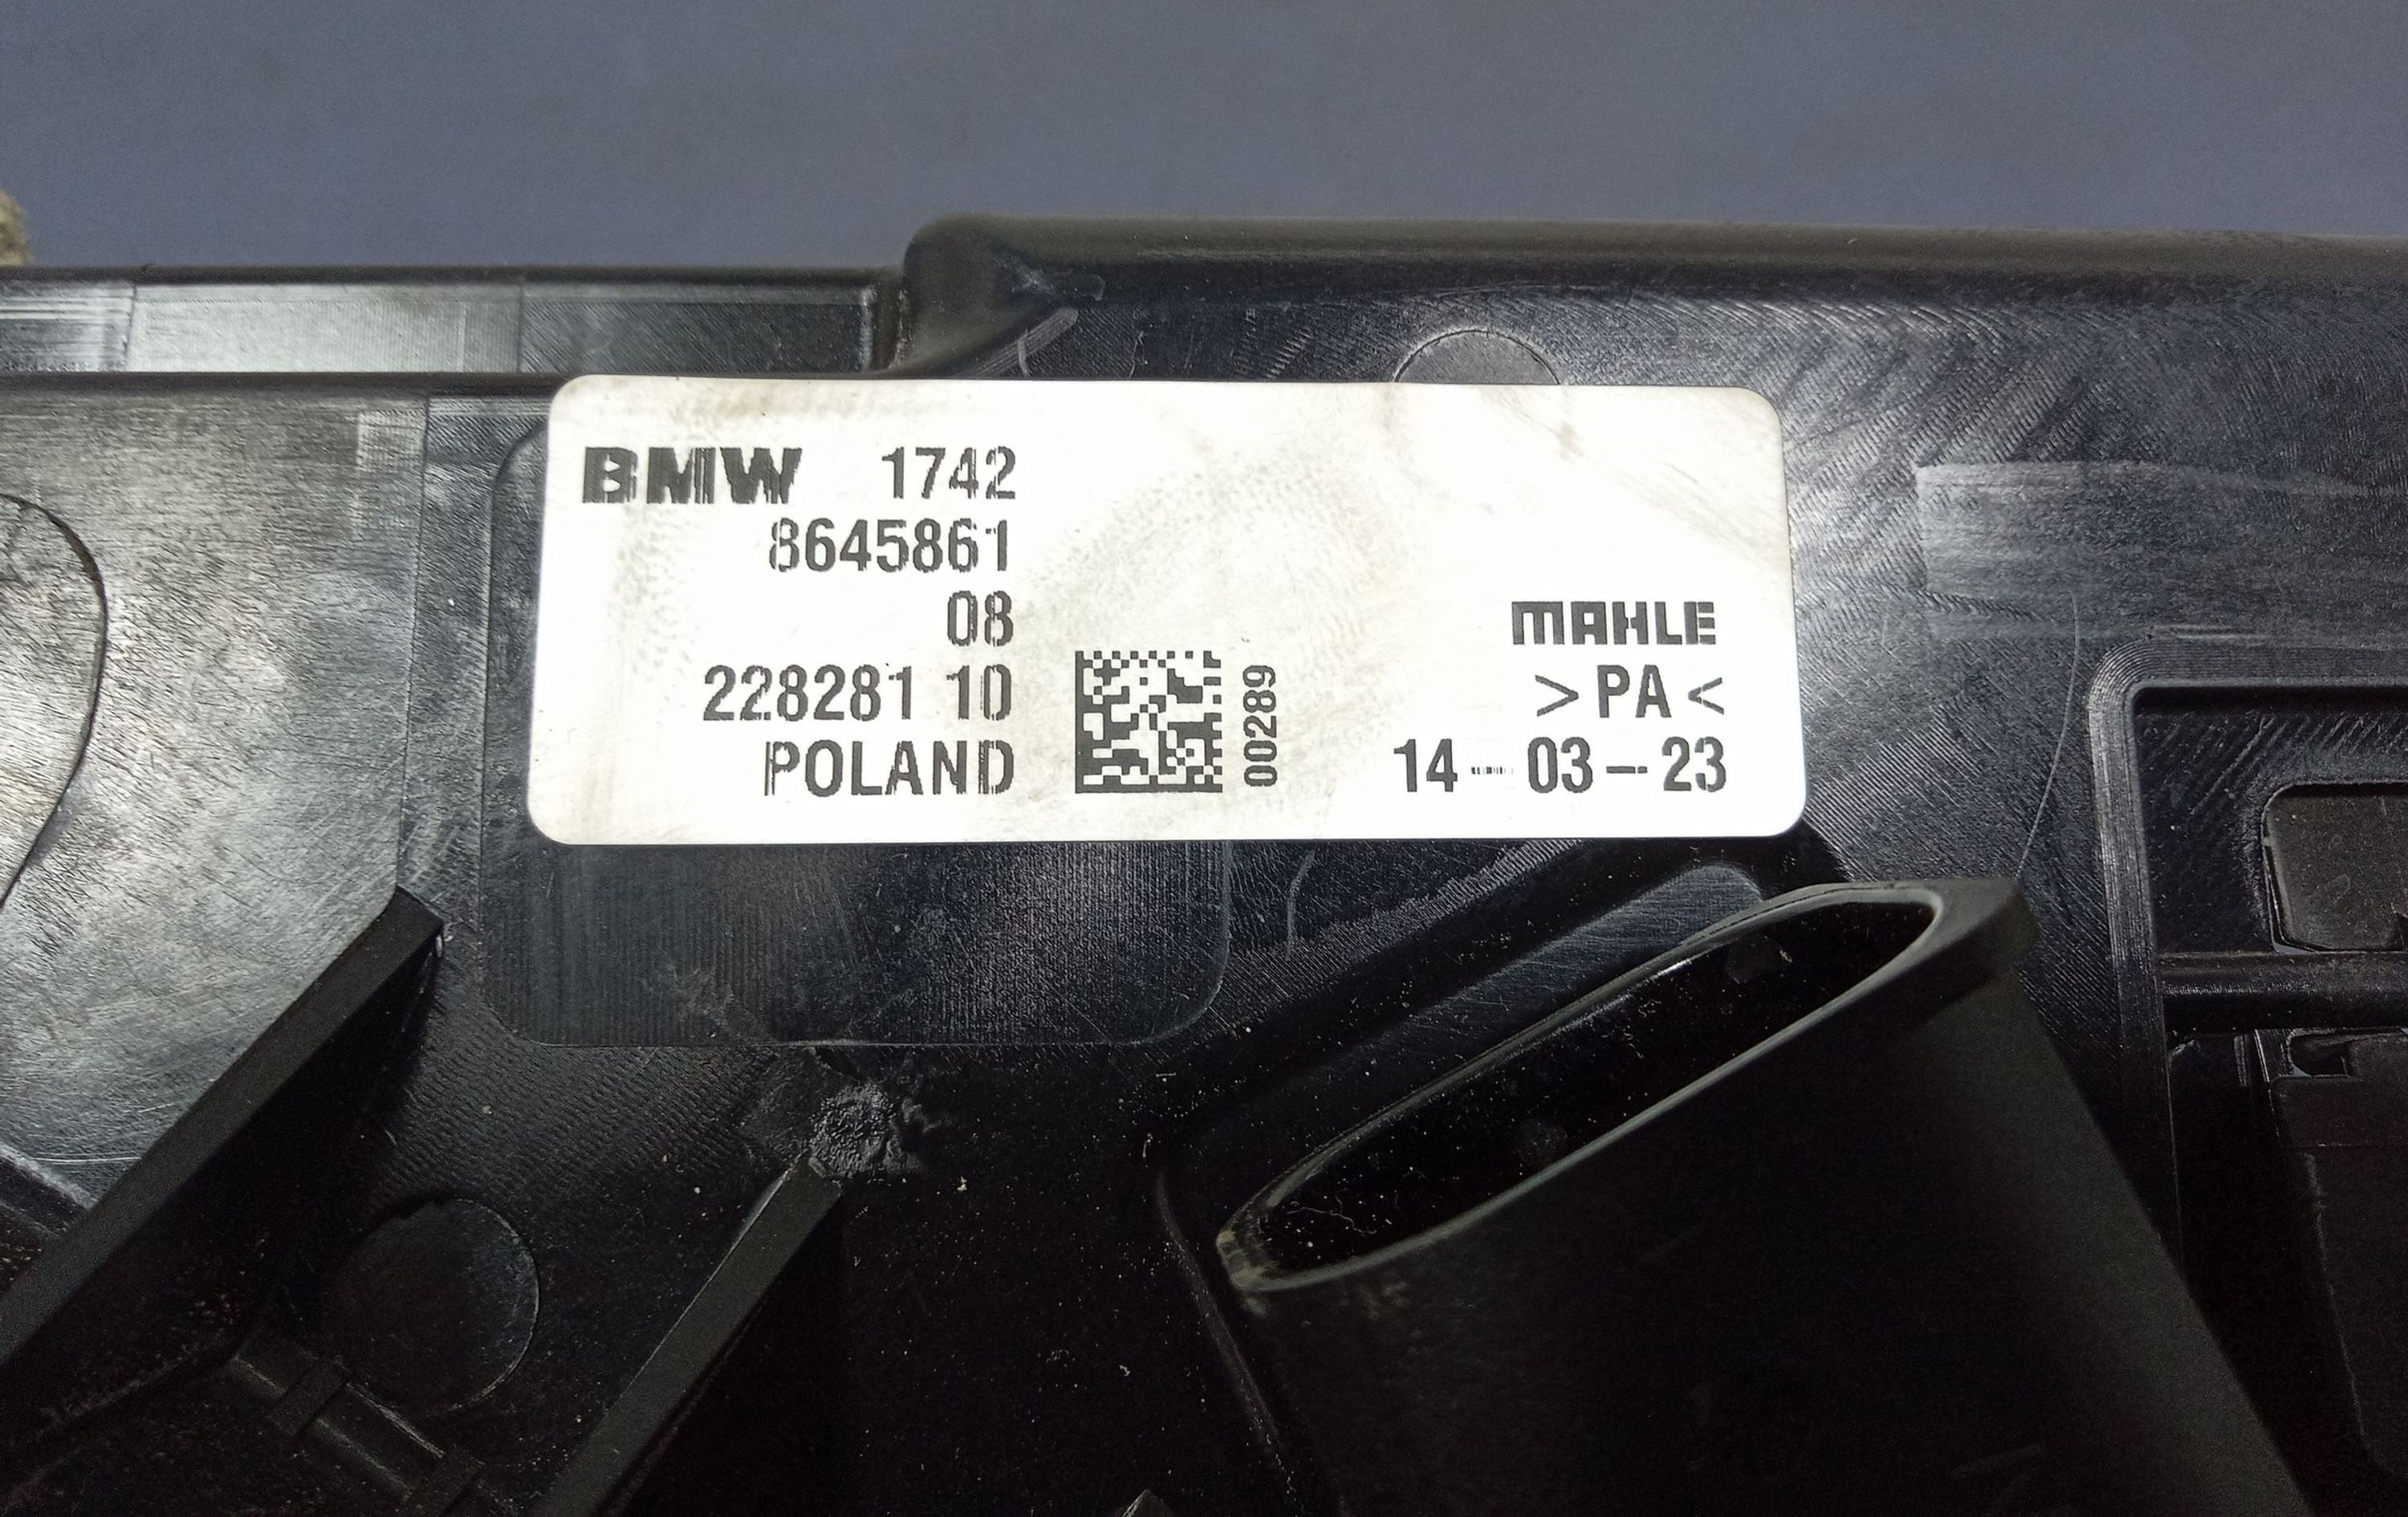 BMW 1742
8645861
08
228281 10
POLAND
00289
MAHLE
>PA<
14-03-23